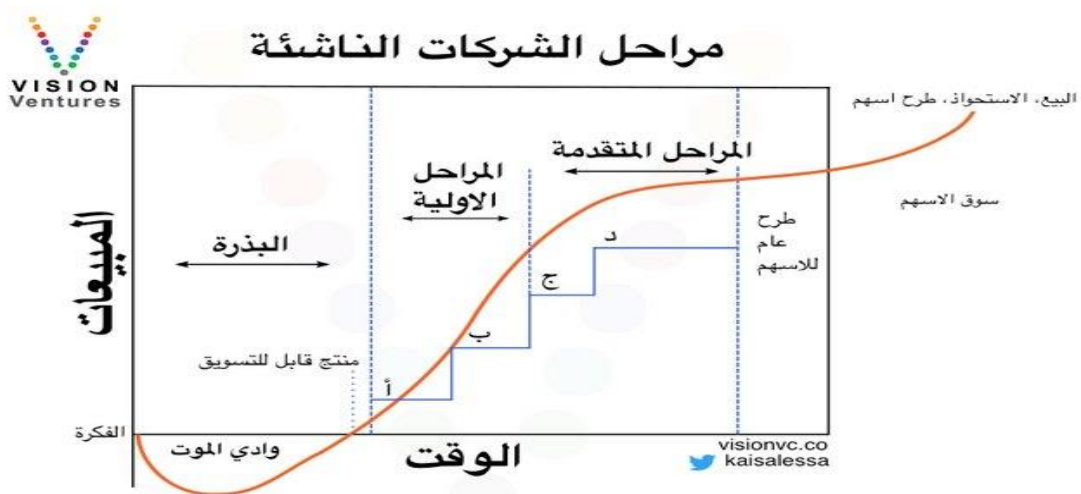 VISION
Ventures
مراحل الشركات الناشئة
البيع، الاستحواذ، طرح اسهم
المراحل المتقدمة
المراحل
الاولية
سوق الاسهم
طرح
عام
للاسهم
د
البذرة
ج
المبيعات
ب
منتج قابل للتسويق
أ
الفكرة
وادي الموت
الوقت
visionvc.co
kaisalessa